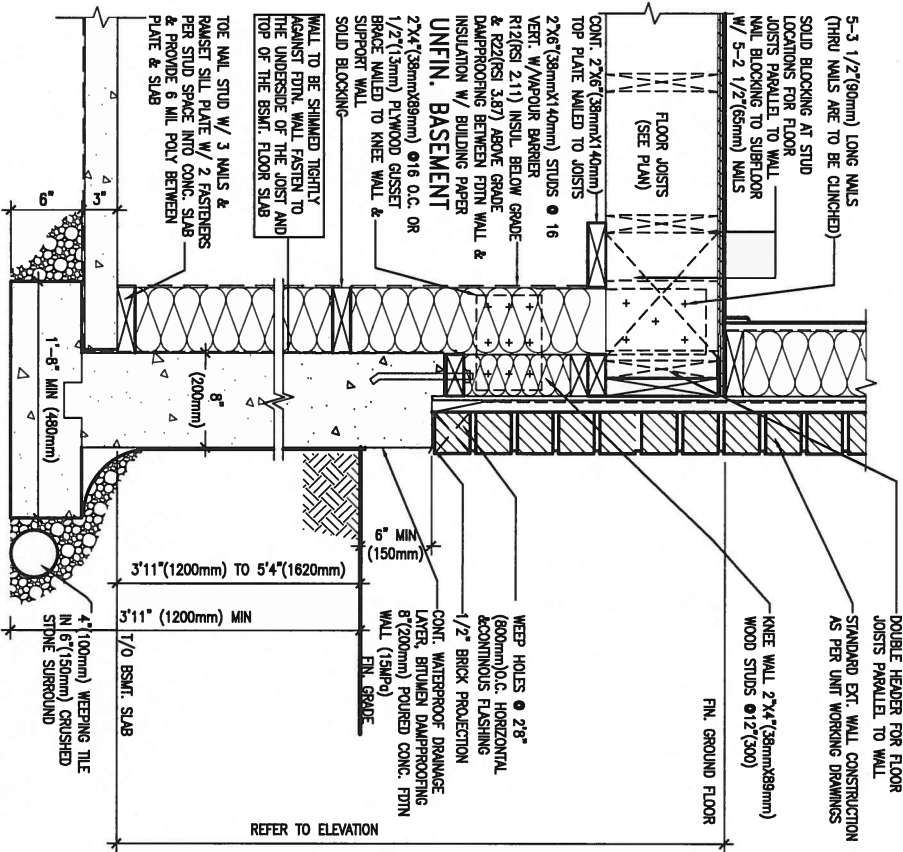 5-3 1/2"(90mm) LONG NAILS
(THRU NAILS ARE TO BE CLINCHED)
SOLID BLOCKING AT STUD
LOCATIONS FOR FLOOR
JOISTS PARALLEL TO WALL
NAIL BLOCKING TO SUBFLOOR
W/ 5-2 1/2"(65mm) NAILS
FLOOR JOISTS
(SEE PLAN)
CONT. 2"X6"(38mmX140mm)
TOP PLATE NAILED TO JOISTS
2"X6"(38mmX140mm) STUDS @ 16
VERT. W/VAPOUR BARRIER
R12(RSI 2.11) INSUL. BELOW GRADE
& R22(RSI 3.87) ABOVE GRADE
DAMPPROOFING BETWEEN FDTN WALL &
INSULATION W/ BUILDING PAPER
UNFIN. BASEMENT
2"X4"(38mmX89mm) @16 O.C. OR
1/2"(13mm) PLYWOOD GUSSET
BRACE NAILED TO KNEE WALL &
SUPPORT WALL
SOLID BLOCKING
WALL TO BE SHIMMED TIGHTLY
AGAINST FDTN. WALL FASTEN TO
THE UNDERSIDE OF THE JOIST AND
TOP OF THE BSMT. FLOOR SLAB
TOE NAIL STUD W/ 3 NAILS &
RAMSET SILL PLATE W/ 2 FASTENERS
PER STUD SPACE INTO CONC. SLAB
& PROVIDE 6 MIL POLY BETWEEN
PLATE & SLAB
3"
6"
1'-8" MIN (480mm)
8"
(200mm)
DOUBLE HEADER FOR FLOOR
JOISTS PARALLEL TO WALL
STANDARD EXT. WALL CONSTRUCTION
AS PER UNIT WORKING DRAWINGS
KNEE WALL 2"X4"(38mmX89mm)
WOOD STUDS @12"(300)
FIN. GROUND FLOOR
WEEP HOLES @ 2'8"
(800mm)O.C. HORIZONTAL
&CONTINOUS FLASHING
1/2" BRICK PROJECTION
CONT. WATERPROOF DRAINAGE
LAYER, BITUMEN DAMPPROOFING
8"(200mm) POURED CONC. FDTN
WALL (15MPa)
FIN. GRADE
6" MIN
(150mm)
3'11"(1200mm) TO 5'4"(1620mm)
3'11" (1200mm) MIN
T/O BSMT. SLAB
4"(100mm) WEEPING TILE
IN 6"(150mm) CRUSHED
STONE SURROUND
REFER TO ELEVATION